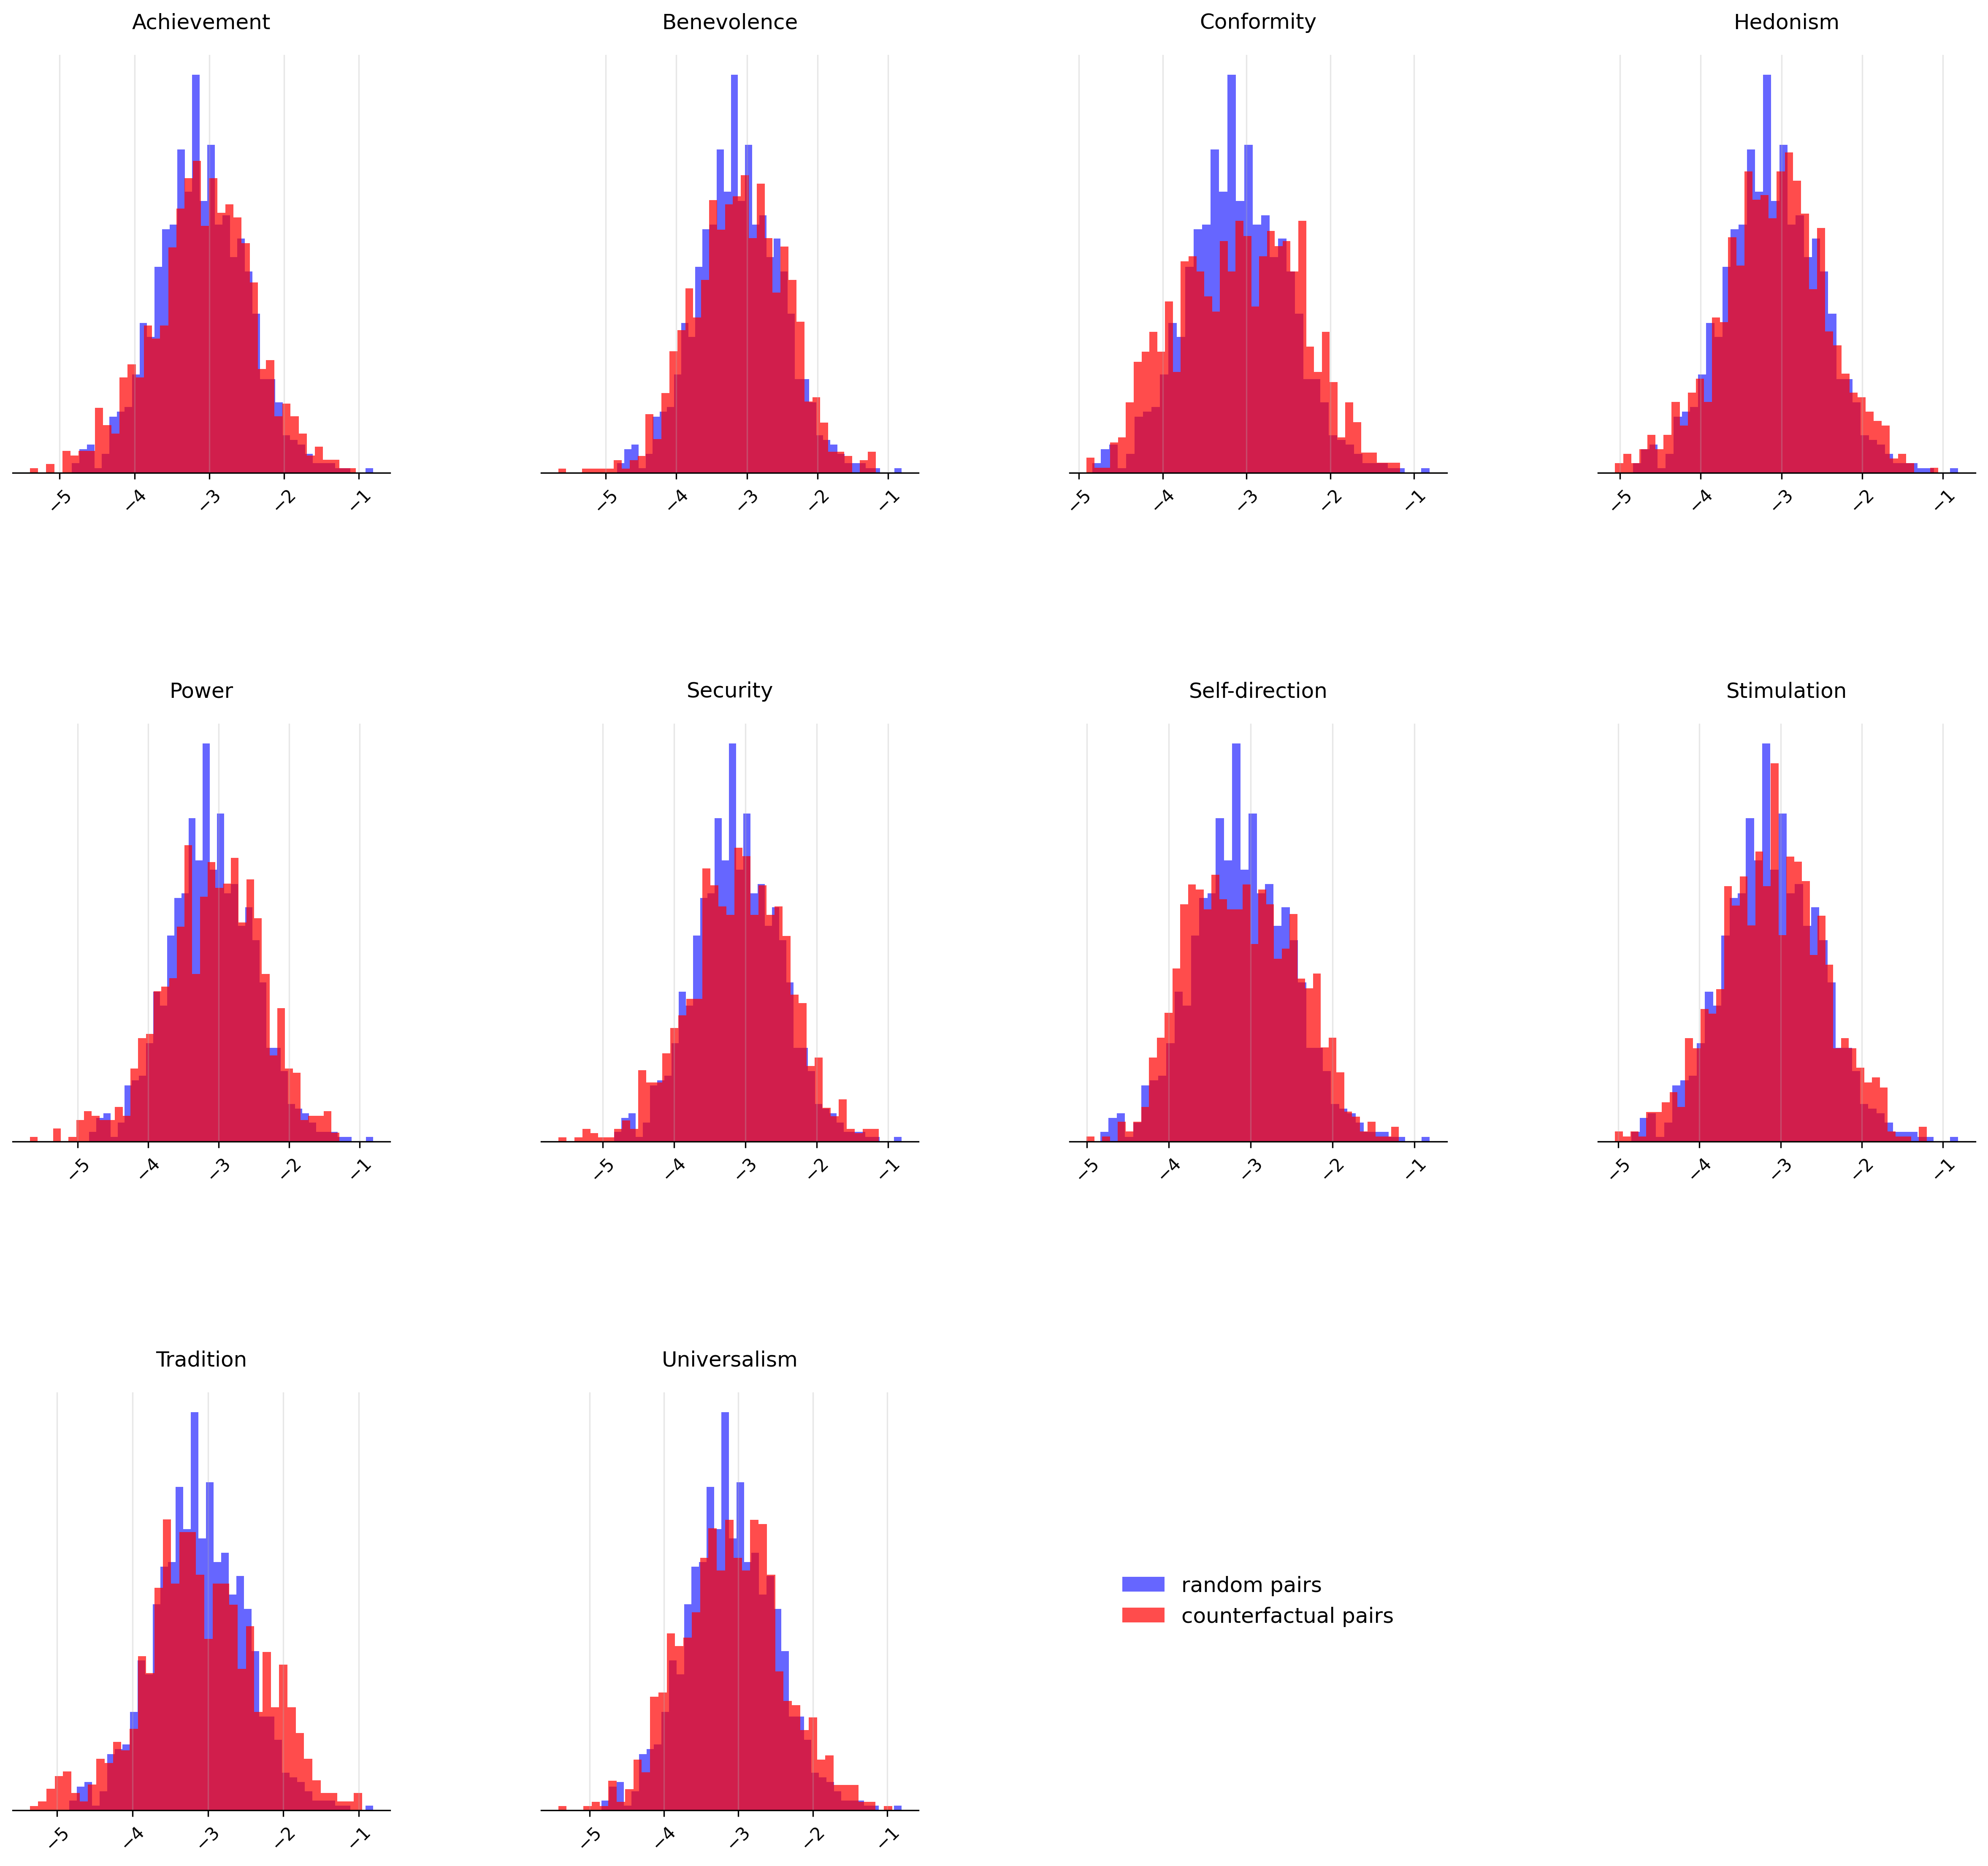 Achievement
Benevolence
Conformity
Hedonism
−5 −4 −3 −2 −1
−5 −4 −3 −2 −1
−5 −4 −3 −2 −1
−5 −4 −3 −2 −1
Power
Security
Self-direction
Stimulation
−5 −4 −3 −2 −1
−5 −4 −3 −2 −1
−5 −4 −3 −2 −1
−5 −4 −3 −2 −1
Tradition
Universalism
random pairs
counterfactual pairs
−5 −4 −3 −2 −1
−5 −4 −3 −2 −1